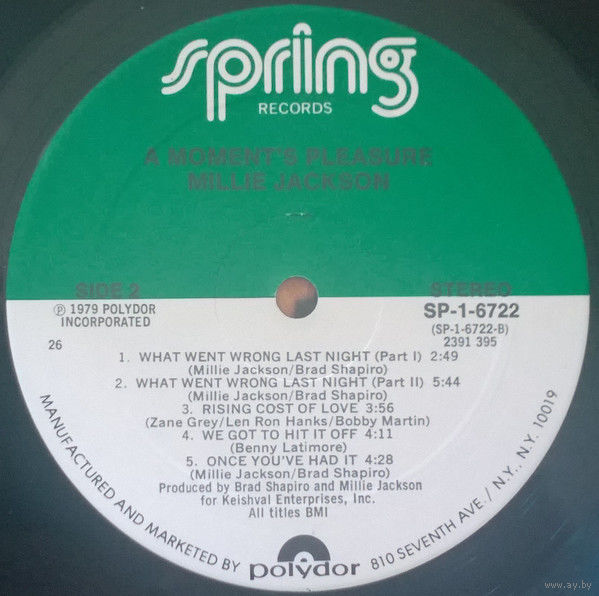 spring
RECORDS
A MOMENT'S PLEASURE
MILLIE JACKSON
SIDE 2
STEREO
℗ 1979 POLYDOR
INCORPORATED
SP-1-6722
(SP-1-6722-B)
2391 395
26
1. WHAT WENT WRONG LAST NIGHT (Part I) 2:49
(Millie Jackson/Brad Shapiro)
2. WHAT WENT WRONG LAST NIGHT (Part II) 5:44
(Millie Jackson/Brad Shapiro)
3. RISING COST OF LOVE 3:56
(Zane Grey/Len Ron Hanks/Bobby Martin)
4. WE GOT TO HIT IT OFF 4:11
(Benny Latimore)
5. ONCE YOU'VE HAD IT 4:28
(Millie Jackson/Brad Shapiro)
Produced by Brad Shapiro and Millie Jackson
for Keishval Enterprises, Inc.
All titles BMI
MANUFACTURED AND MARKETED BY polydor 810 SEVENTH AVE. / N.Y., N.Y. 10019
www.ay.by